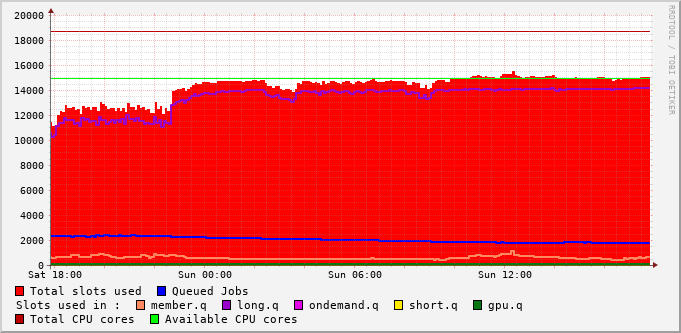 20000
18000
16000
14000
12000
10000
8000
6000
4000
2000
0
Sat 18:00 Sun 00:00 Sun 06:00 Sun 12:00
Total slots used Queued Jobs
Slots used in : member.q long.q ondemand.q short.q gpu.q
Total CPU cores Available CPU cores
RRDTOOL / TOBI OETIKER